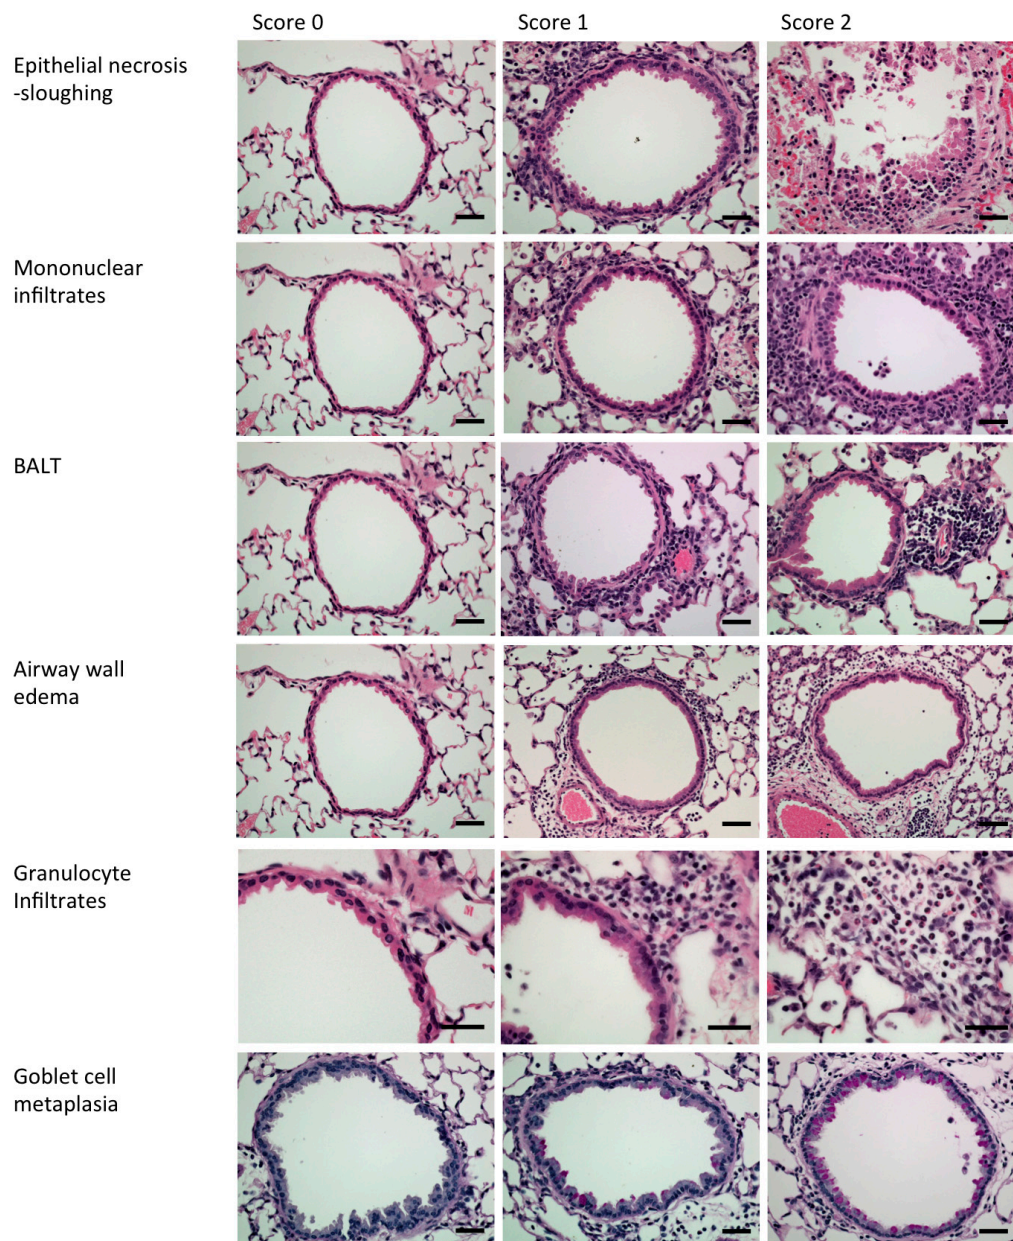 Score 0
Score 1
Score 2
Epithelial necrosis
-sloughing
Mononuclear
infiltrates
BALT
Airway wall
edema
Granulocyte
Infiltrates
Goblet cell
metaplasia